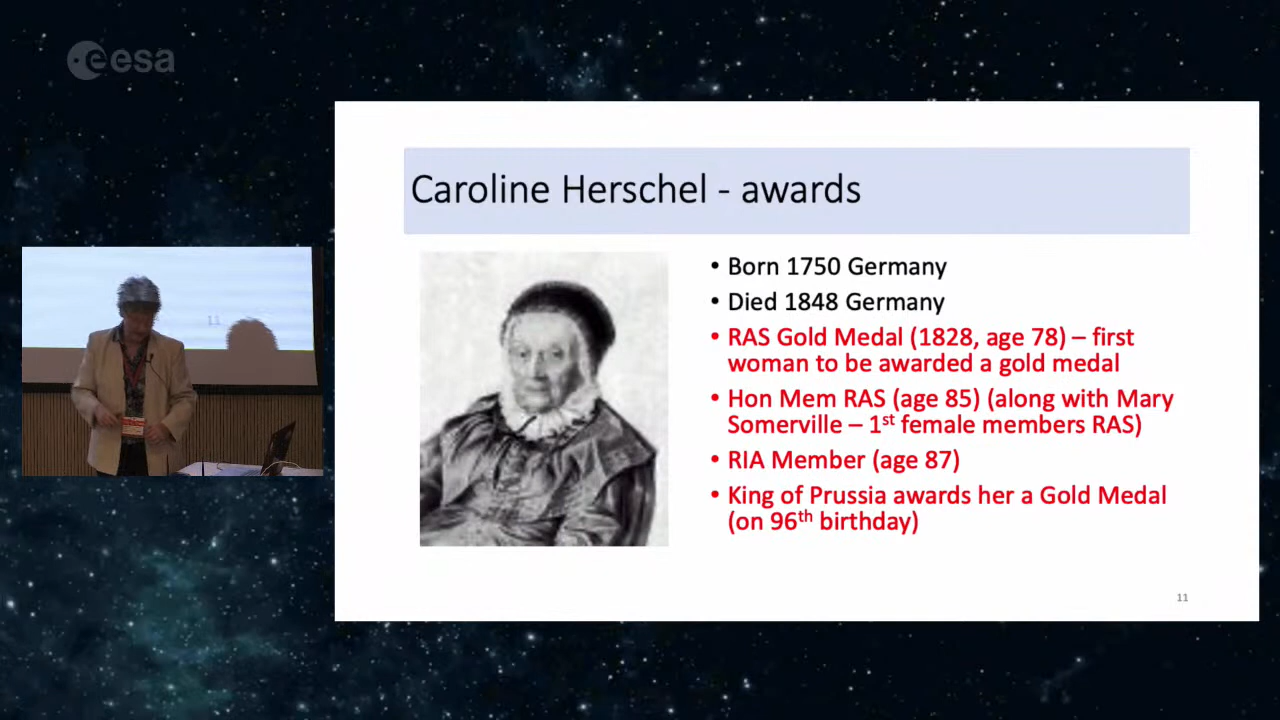 eesa
Caroline Herschel - awards
• Born 1750 Germany
• Died 1848 Germany
• RAS Gold Medal (1828, age 78) – first
woman to be awarded a gold medal
• Hon Mem RAS (age 85) (along with Mary
Somerville – 1st female members RAS)
• RIA Member (age 87)
• King of Prussia awards her a Gold Medal
(on 96th birthday)
11
11